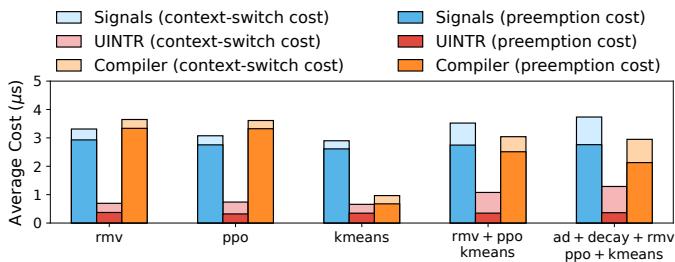 Signals (context-switch cost)
Signals (preemption cost)
UINTR (context-switch cost)
UINTR (preemption cost)
Compiler (context-switch cost)
Compiler (preemption cost)
Average Cost (μs)
5
4
3
2
1
0
rmv
ppo
kmeans
rmv + ppo
kmeans
ad + decay + rmv
ppo + kmeans